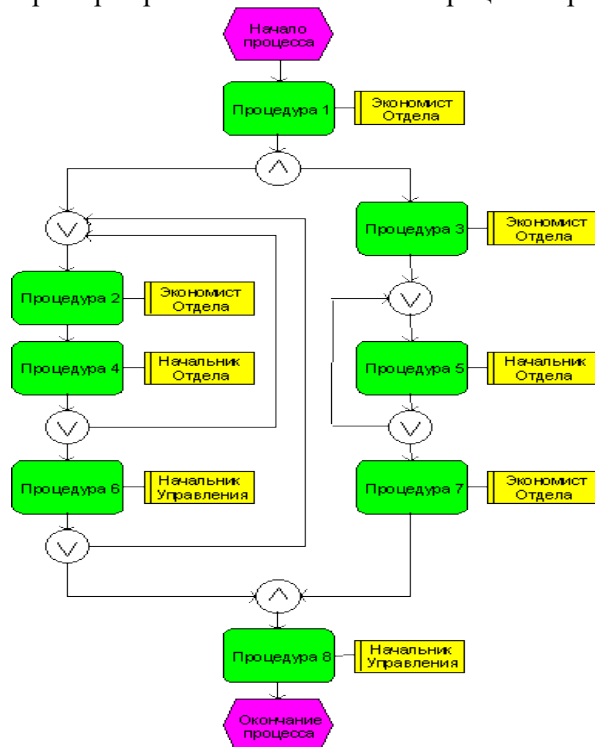 Начало
процесса
Процедура 1
Экономист
Отдела
Процедура 3
Экономист
Отдела
Процедура 2
Экономист
Отдела
Процедура 4
Начальник
Отдела
Процедура 5
Начальник
Отдела
Процедура 6
Начальник
Управления
Процедура 7
Экономист
Отдела
Процедура 8
Начальник
Управления
Окончание
процесса